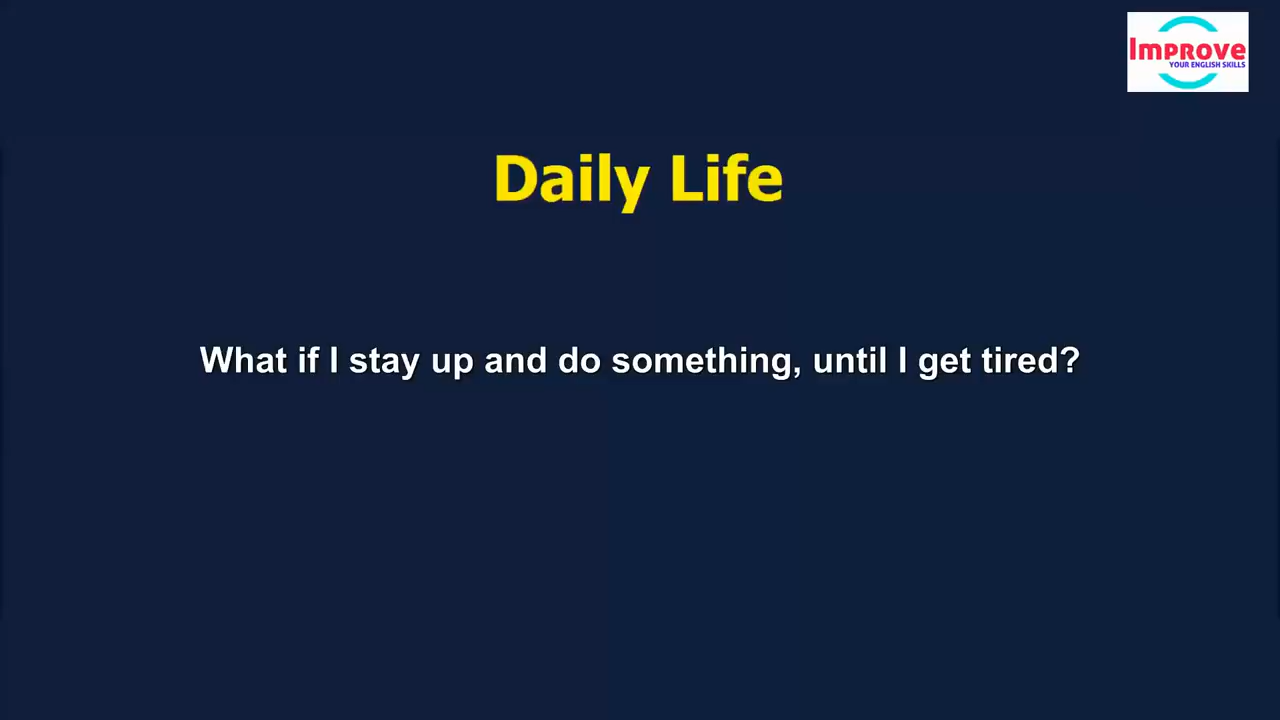 Improve
YOUR ENGLISH SKILLS
Daily Life
What if I stay up and do something, until I get tired?